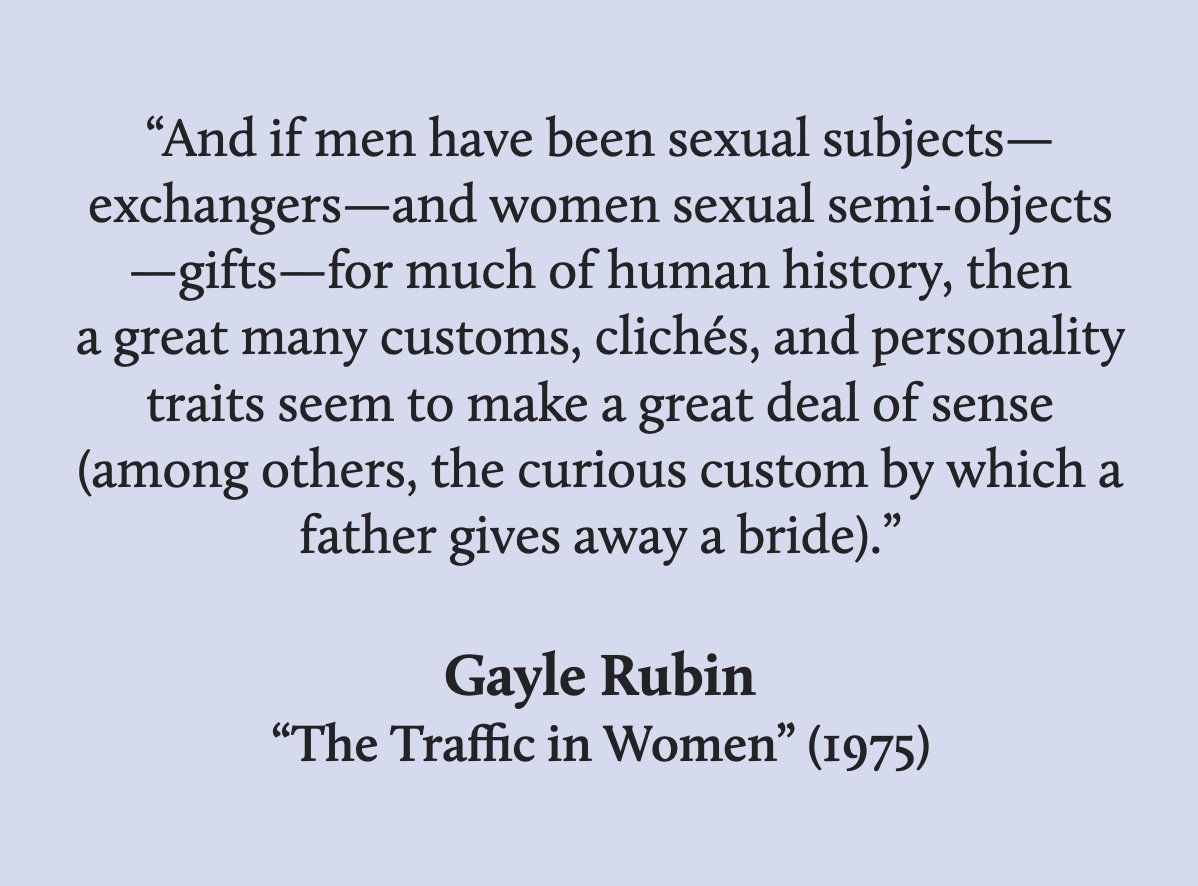 “And if men have been sexual subjects—
exchangers—and women sexual semi-objects
—gifts—for much of human history, then
a great many customs, clichés, and personality
traits seem to make a great deal of sense
(among others, the curious custom by which a
father gives away a bride).”
Gayle Rubin
“The Traffic in Women” (1975)